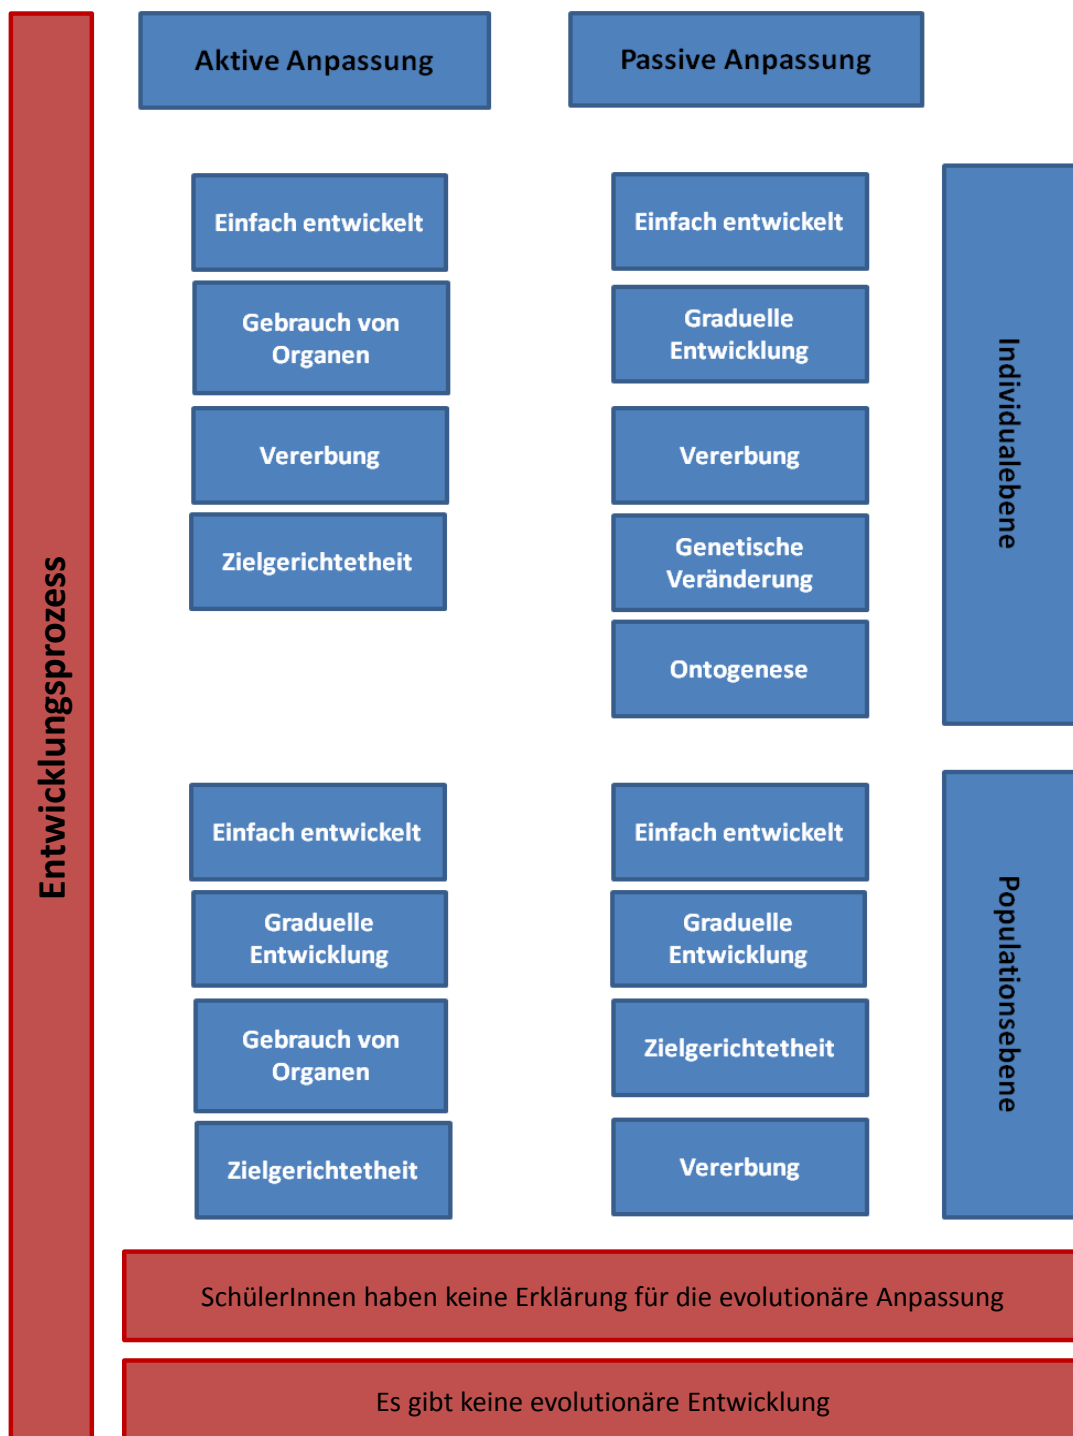 Entwicklungsprozess
Aktive Anpassung
Passive Anpassung
Individualebene
Einfach entwickelt
Einfach entwickelt
Gebrauch von
Organen
Graduelle
Entwicklung
Vererbung
Vererbung
Zielgerichtetheit
Genetische
Veränderung
Ontogenese
Populationsebene
Einfach entwickelt
Einfach entwickelt
Graduelle
Entwicklung
Graduelle
Entwicklung
Gebrauch von
Organen
Zielgerichtetheit
Zielgerichtetheit
Vererbung
SchülerInnen haben keine Erklärung für die evolutionäre Anpassung
Es gibt keine evolutionäre Entwicklung